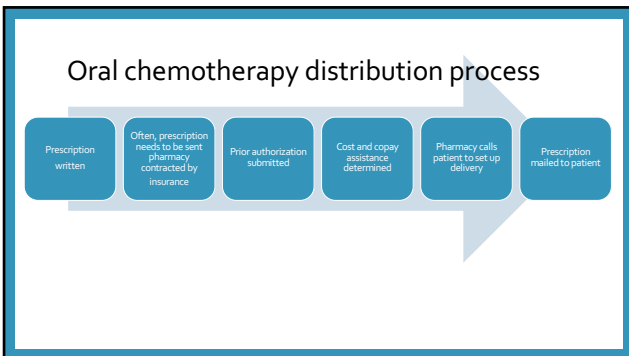 Oral chemotherapy distribution process
Prescription
written
Often, prescription
needs to be sent
pharmacy
contracted by
insurance
Prior authorization
submitted
Cost and copay
assistance
determined
Pharmacy calls
patient to set up
delivery
Prescription
mailed to patient